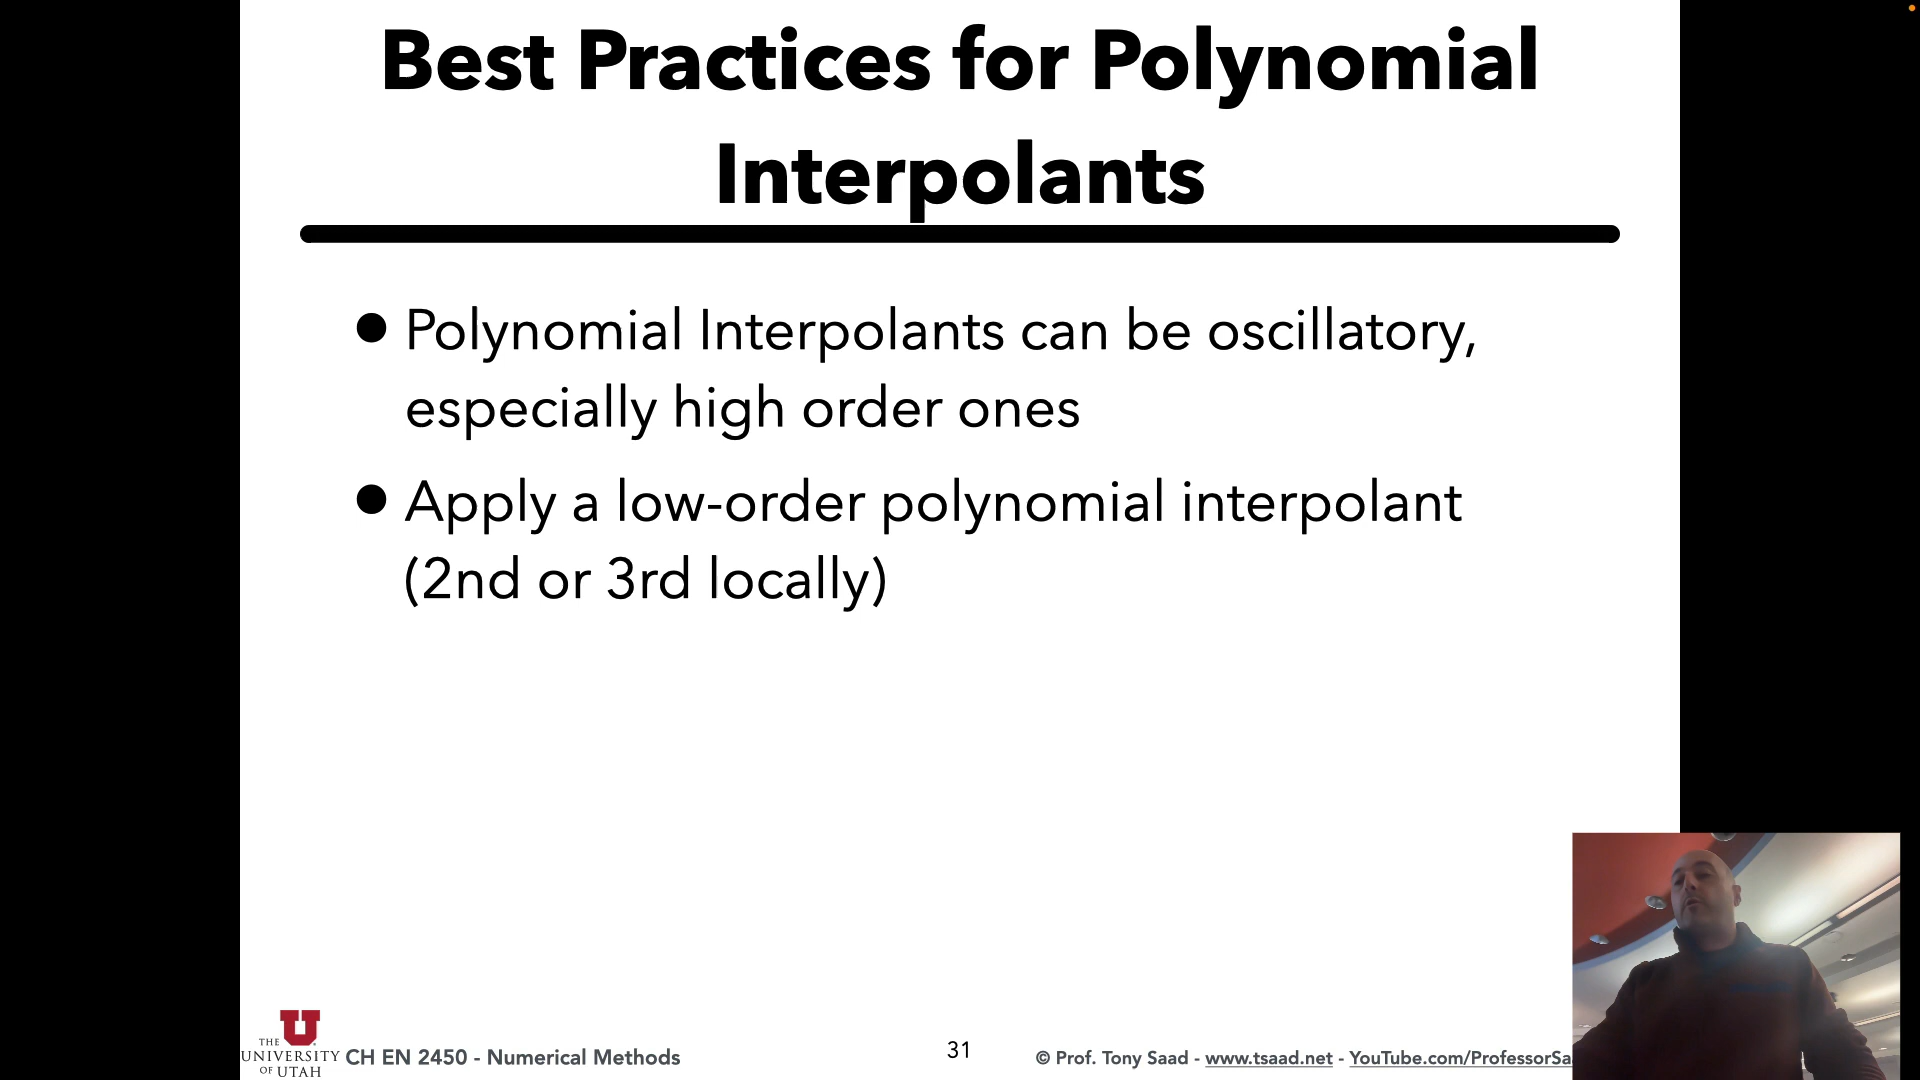 Best Practices for Polynomial
Interpolants
● Polynomial Interpolants can be oscillatory,
especially high order ones
● Apply a low-order polynomial interpolant
(2nd or 3rd locally)
THE
UNIVERSITY
OF UTAH
CH EN 2450 - Numerical Methods
31
© Prof. Tony Saad - www.tsaad.net - YouTube.com/ProfessorSa